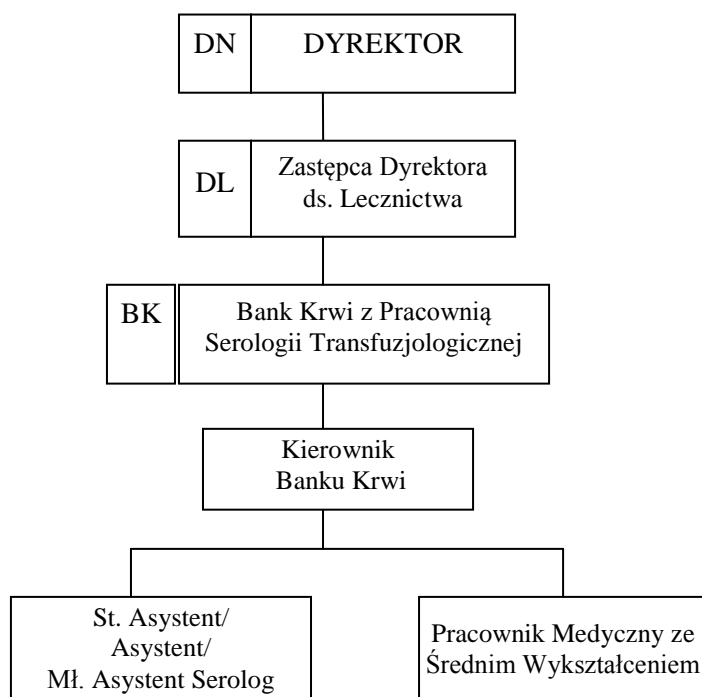 DN DYREKTOR
DL Zastępca Dyrektora
ds. Lecznictwa
BK Bank Krwi z Pracownią
Serologii Transfuzjologicznej
Kierownik
Banku Krwi
St. Asystent/
Asystent/
Mł. Asystent Serolog
Pracownik Medyczny ze
Średnim Wykształceniem